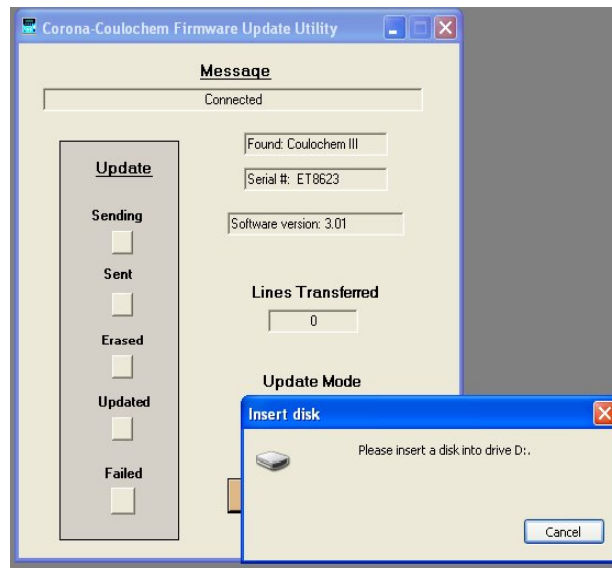 Corona-Coulochem Firmware Update Utility
Message
Connected
Found: Coulochem III
Update
Serial #: ET8623
Sending
Software version: 3.01
Sent
Lines Transferred
0
Erased
Update Mode
Updated
Insert disk
Please insert a disk into drive D:.
Failed
Cancel